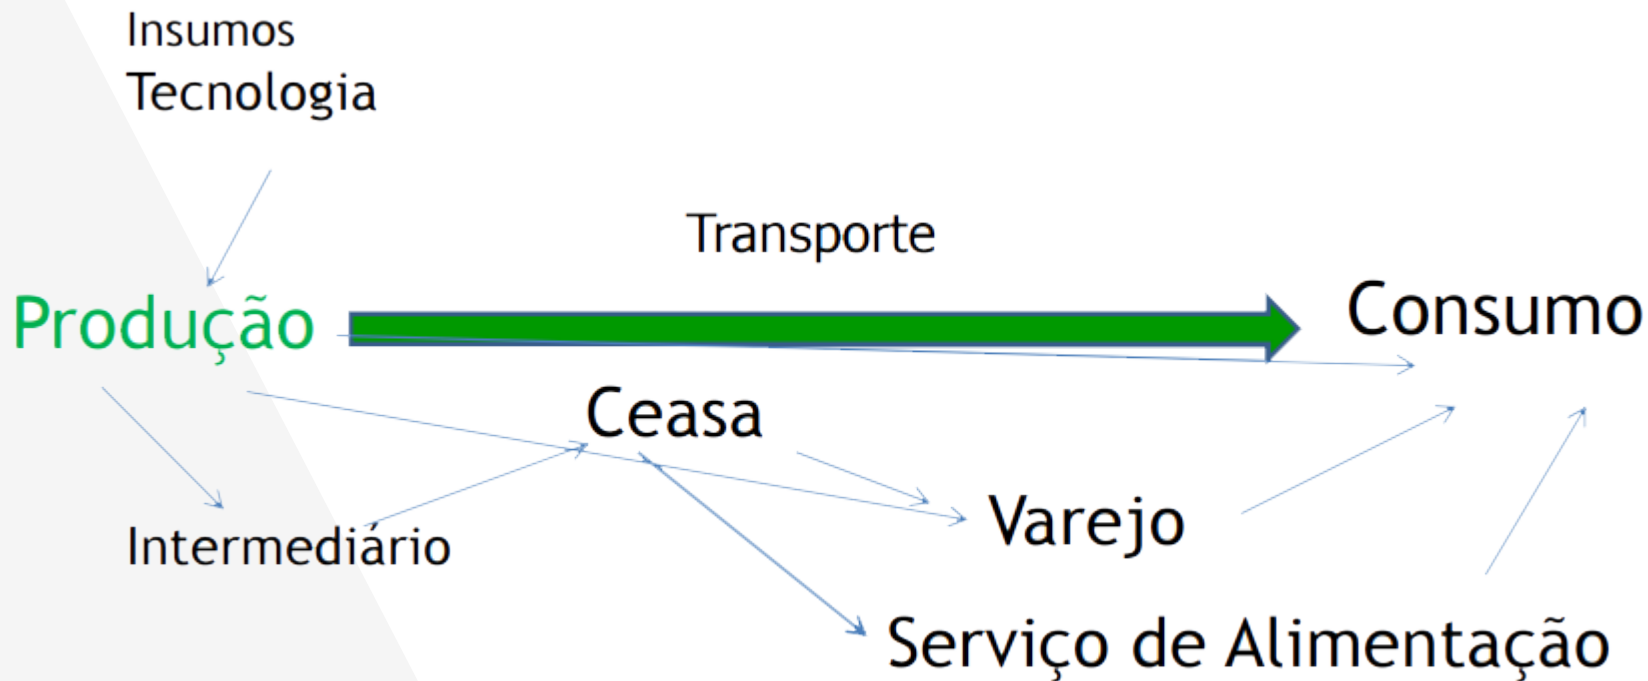 Insumos
Tecnologia
Transporte
Produção
Consumo
Ceasa
Varejo
Intermediário
Serviço de Alimentação